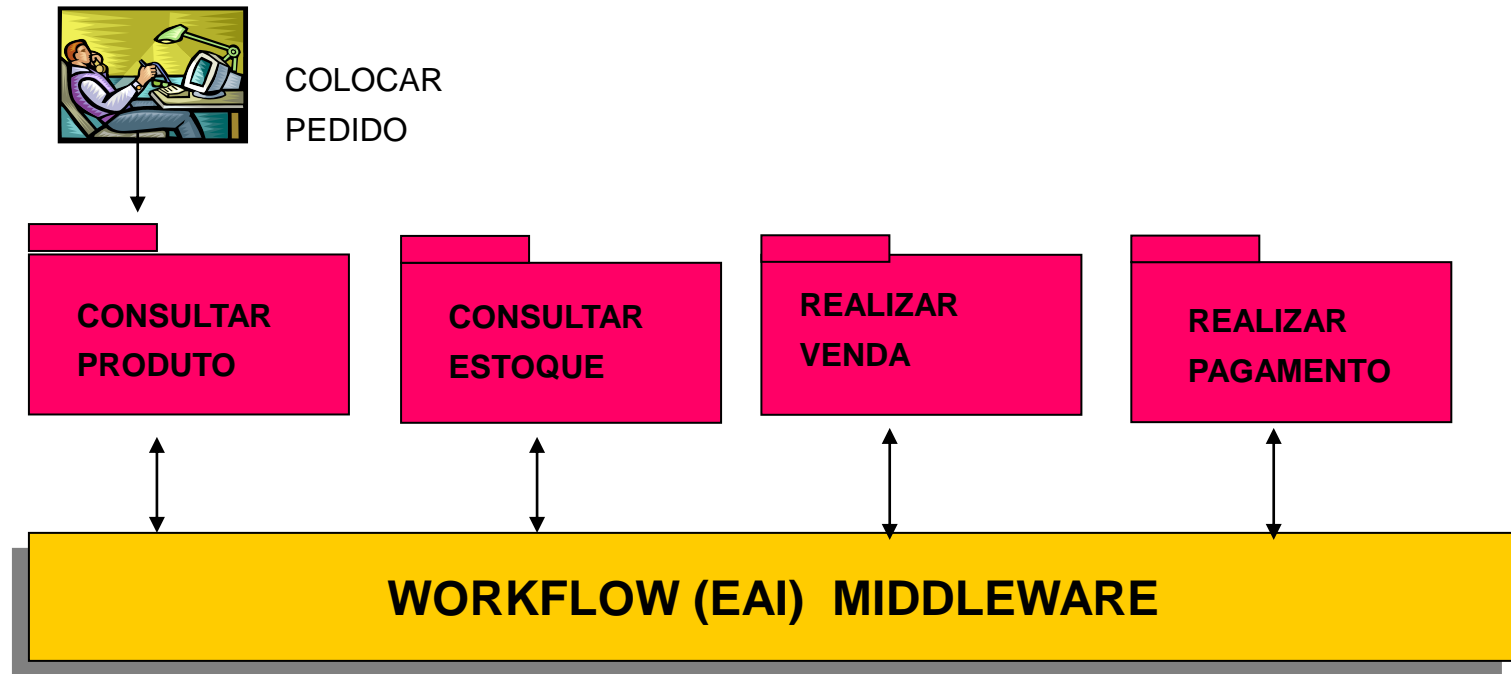 COLOCAR
PEDIDO
CONSULTAR
PRODUTO
CONSULTAR
ESTOQUE
REALIZAR
VENDA
REALIZAR
PAGAMENTO
WORKFLOW (EAI) MIDDLEWARE